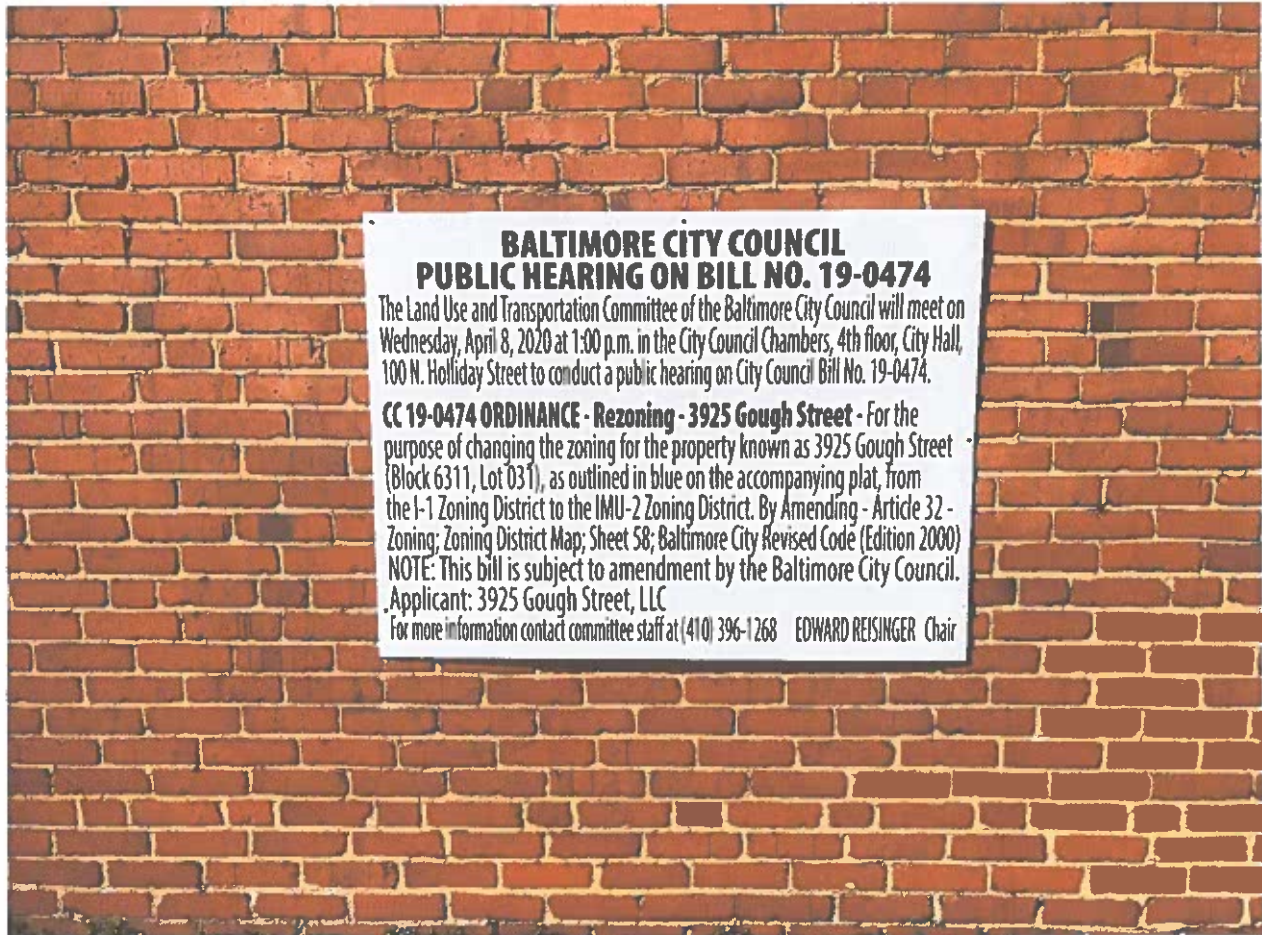 BALTIMORE CITY COUNCIL
PUBLIC HEARING ON BILL NO. 19-0474
The Land Use and Transportation Committee of the Baltimore City Council will meet on
Wednesday, April 8, 2020 at 1:00 p.m. in the City Council Chambers, 4th floor, City Hall,
100 N. Holliday Street to conduct a public hearing on City Council Bill No. 19-0474.
CC 19-0474 ORDINANCE - Rezoning - 3925 Gough Street - For the
purpose of changing the zoning for the property known as 3925 Gough Street
(Block 6311, Lot 031), as outlined in blue on the accompanying plat, from
the I-1 Zoning District to the IMU-2 Zoning District. By Amending - Article 32 -
Zoning; Zoning District Map; Sheet 58; Baltimore City Revised Code (Edition 2000)
NOTE: This bill is subject to amendment by the Baltimore City Council.
Applicant: 3925 Gough Street, LLC
For more information contact committee staff at (410) 396-1268 EDWARD REISINGER Chair